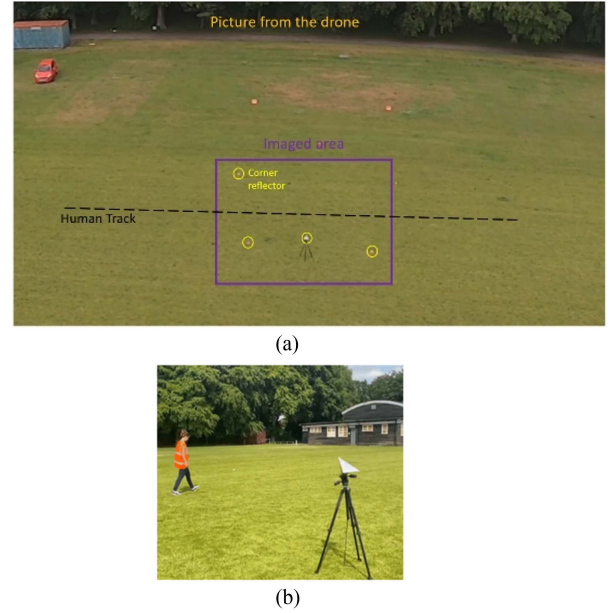 Picture from the drone
Imaged area
Corner
reflector
Human Track
(a)
(b)